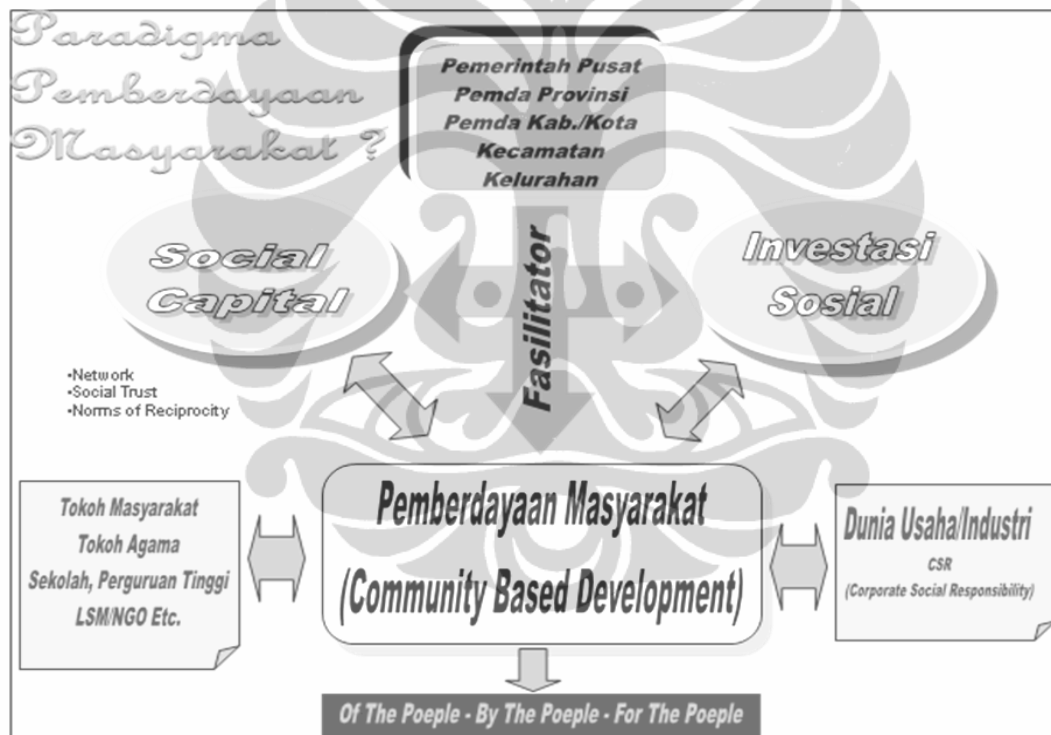 Paradigma
Pemberdayaan
Masyarakat ?
Pemerintah Pusat
Pemda Provinsi
Pemda Kab./Kota
Kecamatan
Kelurahan
Social
Capital
Fasilitator
Investasi
Sosial
•Network
•Social Trust
•Norms of Reciprocity
Tokoh Masyarakat
Tokoh Agama
Sekolah, Perguruan Tinggi
LSM/NGO Etc.
Pemberdayaan Masyarakat
(Community Based Development)
Dunia Usaha/Industri
CSR
(Corporate Social Responsibility)
Of The Poeple - By The Poeple - For The Poeple